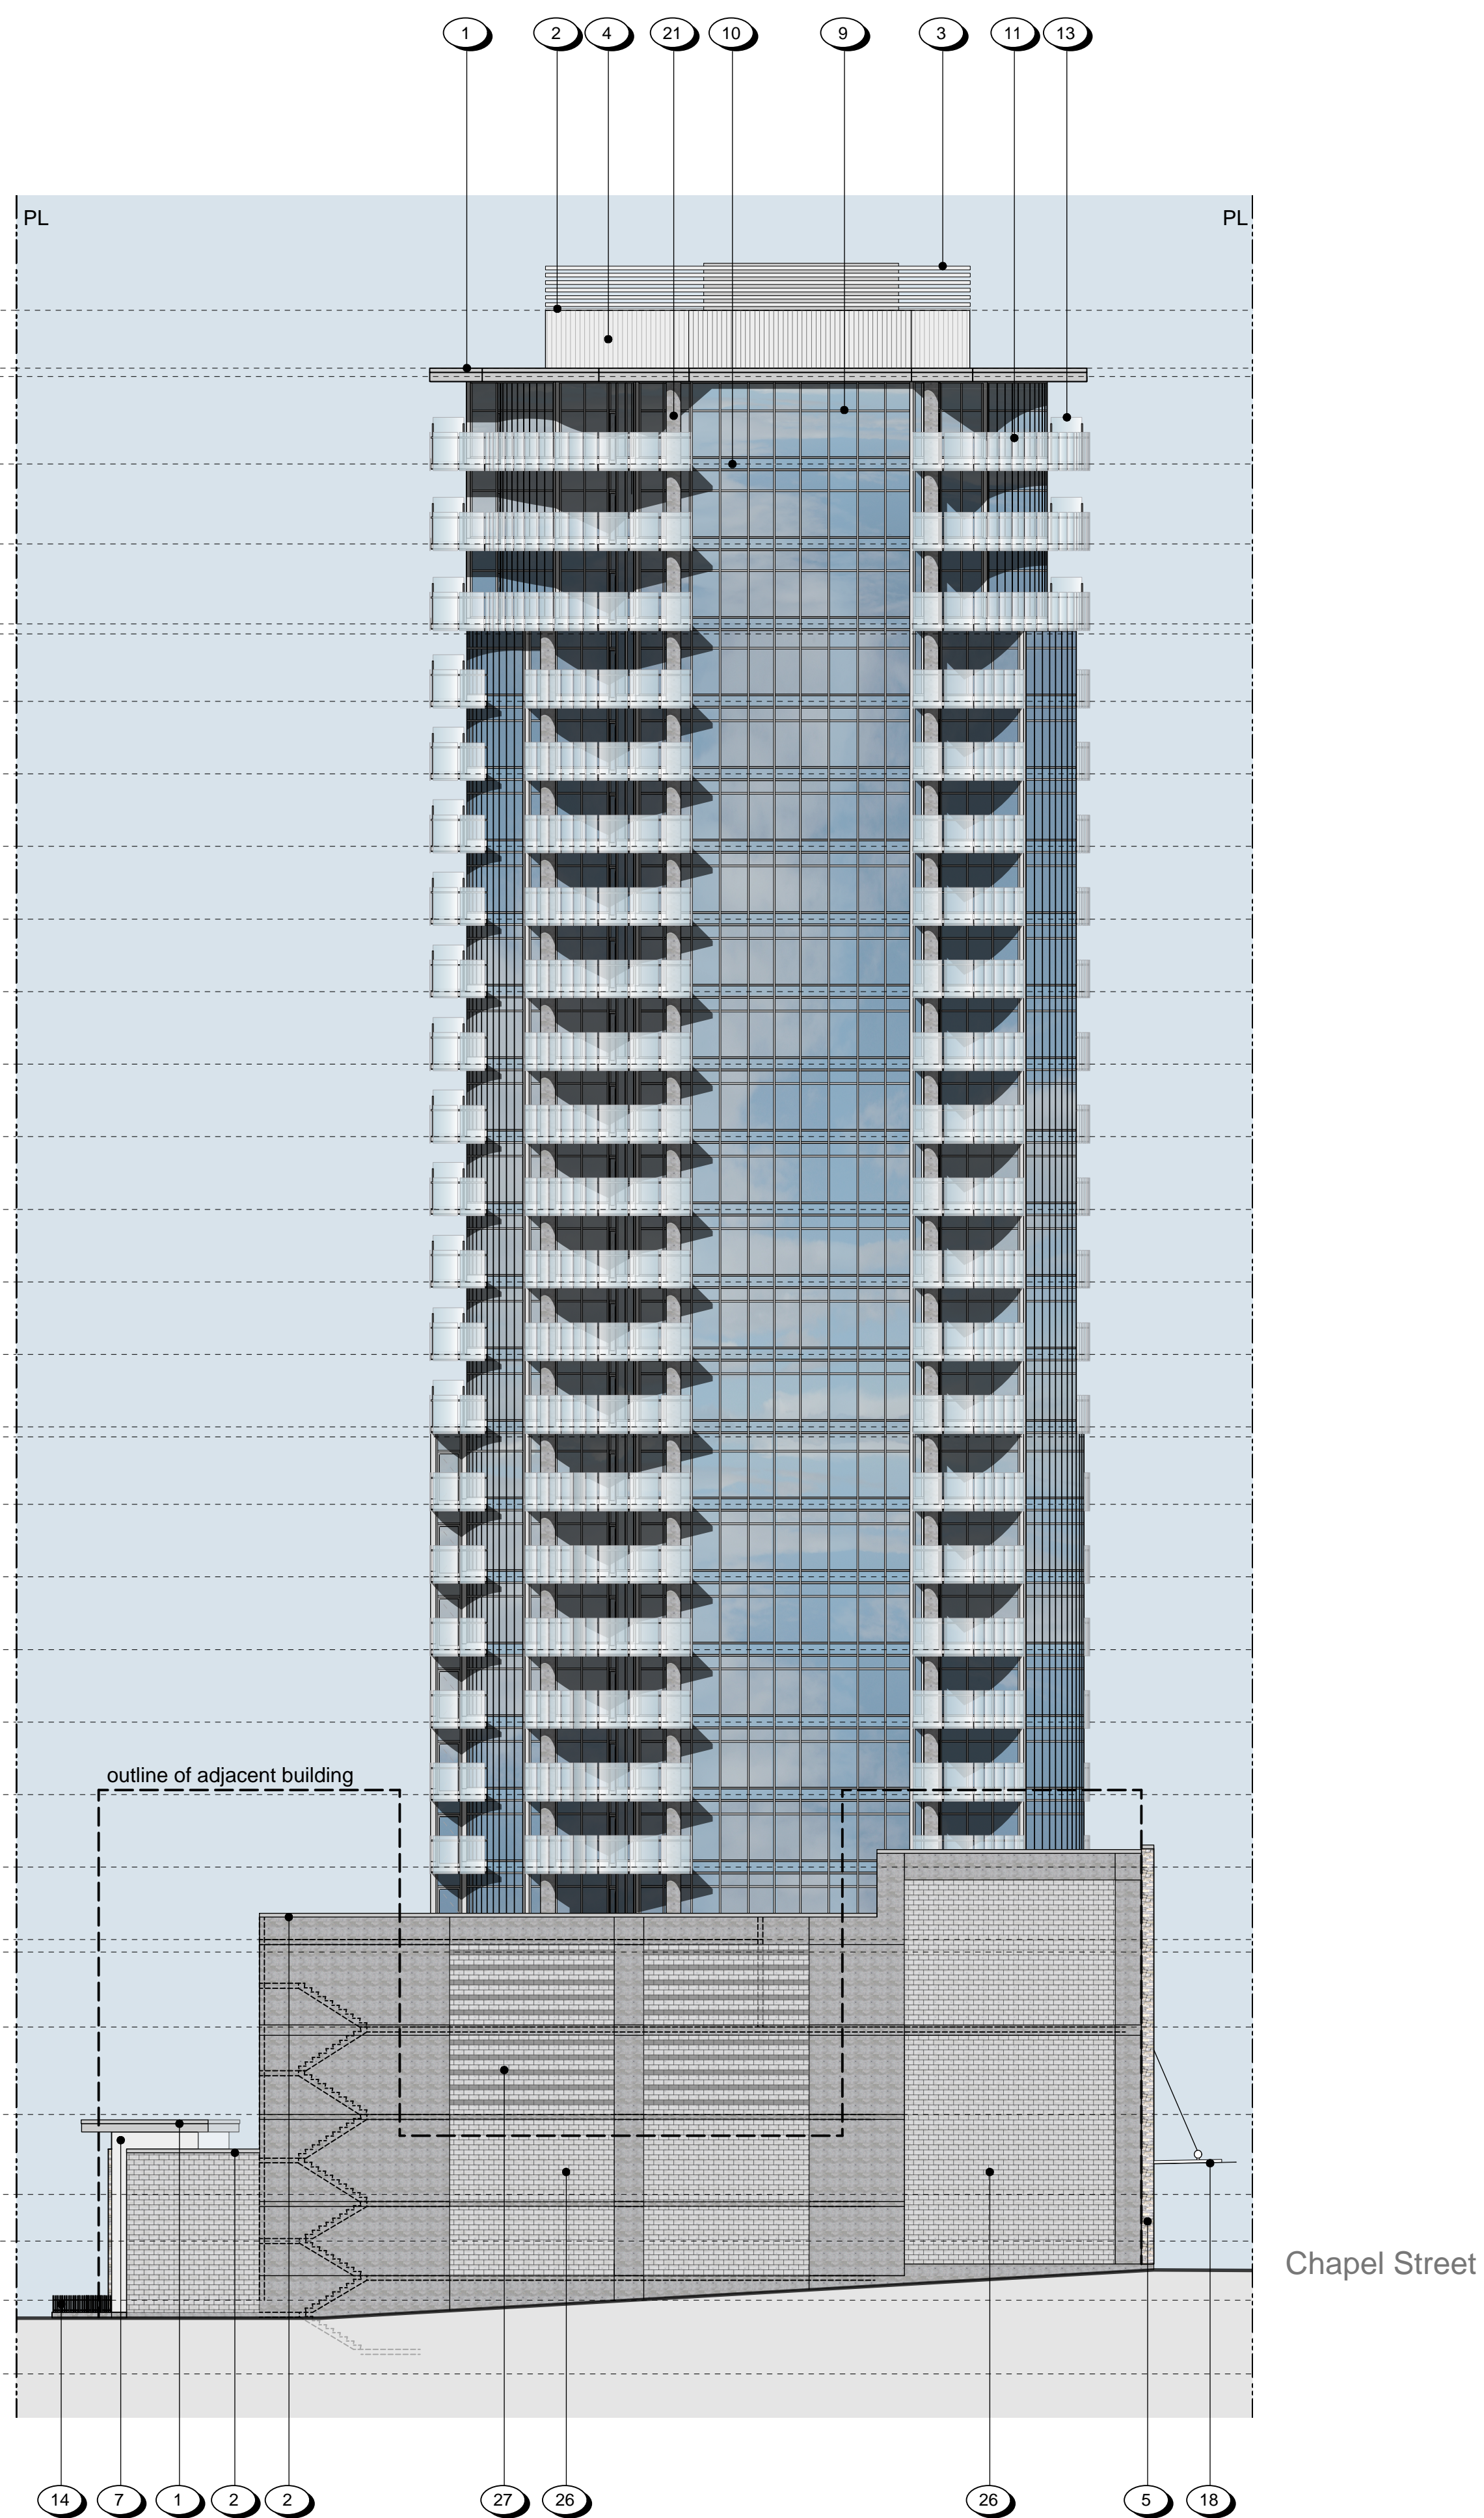 1 2 4 21 10 9 3 11 13
PL PL
outline of adjacent building
Chapel Street
14 7 1 2 2 27 26 26 5 18